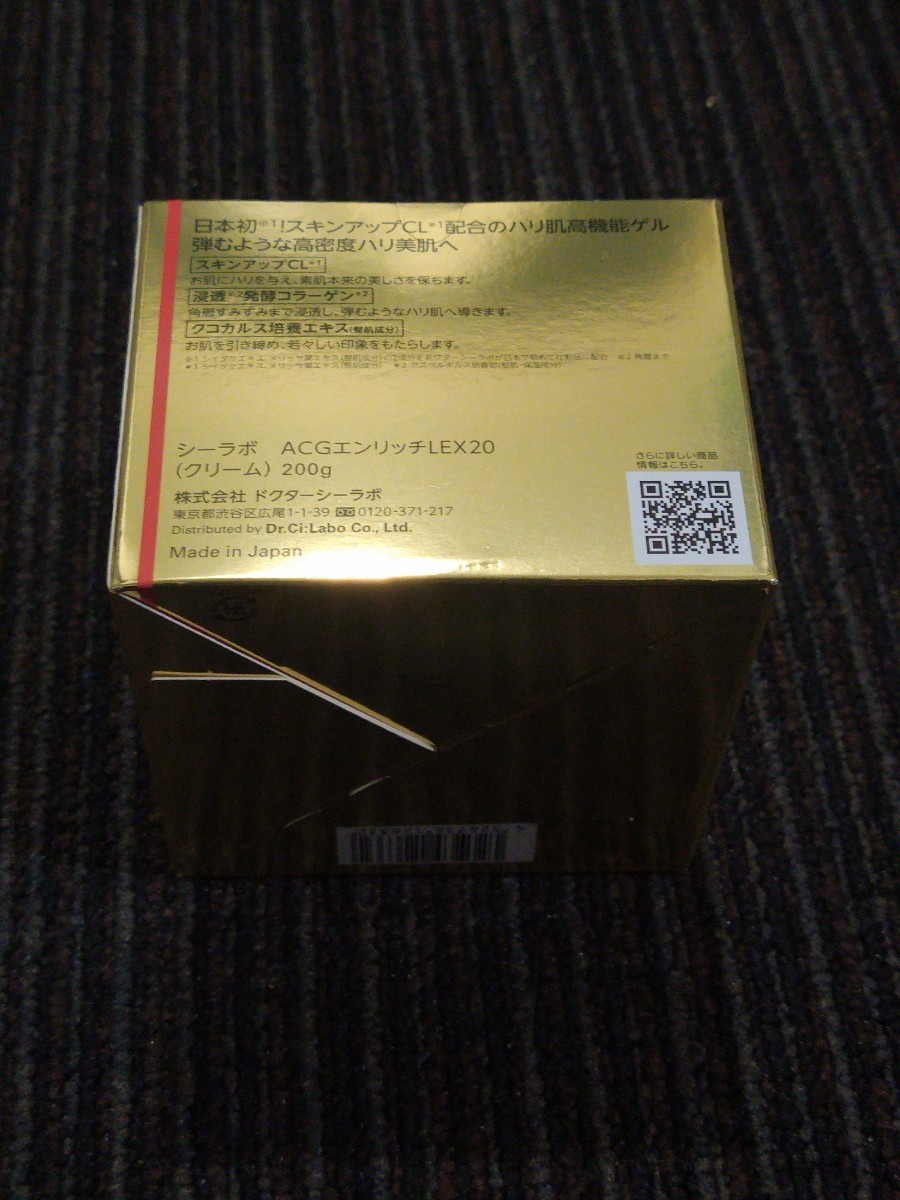 日本初※1!スキンアップCL※1配合のハリ肌高機能ゲル
弾むような高密度ハリ美肌へ
スキンアップCL※1
お肌にハリを与え、素肌本来の美しさを保ちます。
浸透※2発酵コラーゲン※2
角層すみずみまで浸透し、弾むようなハリ肌へ導きます。
クコカルス培養エキス(整肌成分)
お肌を引き締め、若々しい印象をもたらします。
シーラボ ACGエンリッチLEX20
(クリーム) 200g
さらに詳しい商品
情報はこちら。
株式会社 ドクターシーラボ
東京都渋谷区広尾1-1-39 0120-371-217
Distributed by Dr.Ci:Labo Co., Ltd.
Made in Japan